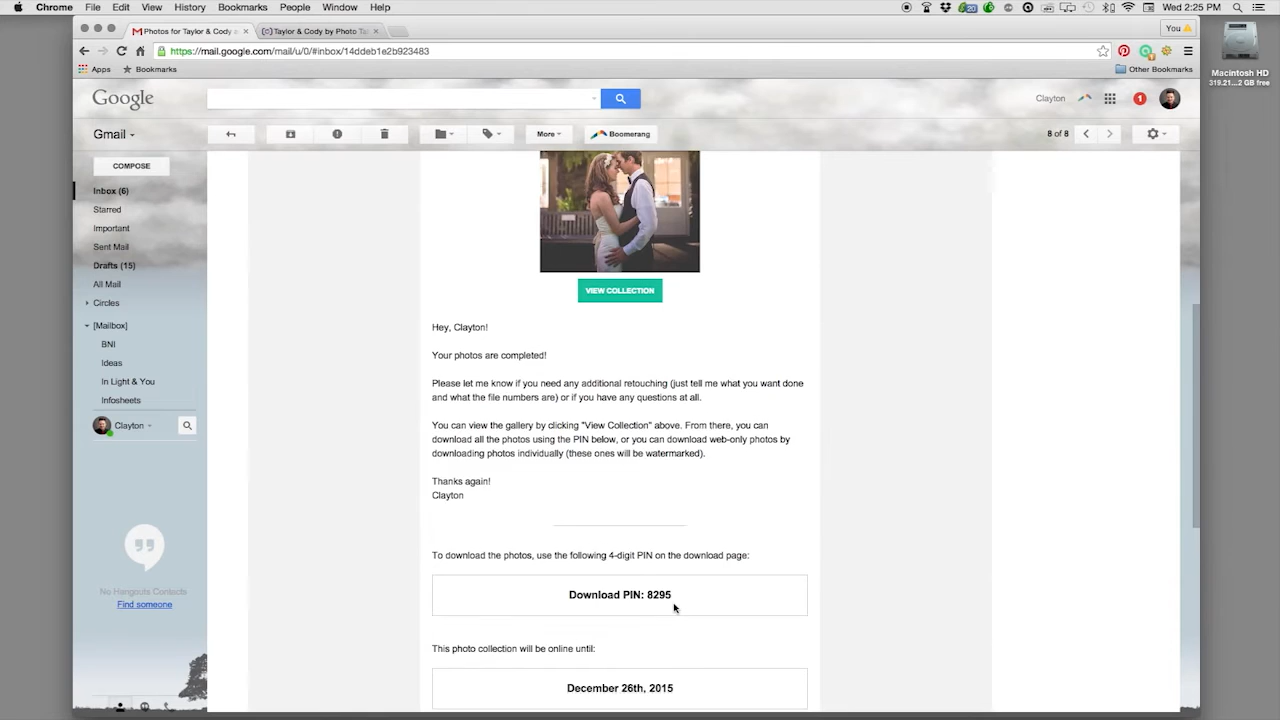 Chrome File Edit View History Bookmarks People Window Help
20
Wed 2:25 PM
Photos for Taylor & Cody
Taylor & Cody by Photo
You
https://mail.google.com/mail/u/0/#inbox/14ddeb1e2b923483
Apps Bookmarks
Other Bookmarks
Macintosh HD
319.21...2 GB free
Google
Clayton
1
Gmail
More
Boomerang
8 of 8
COMPOSE
Inbox (6)
Starred
Important
Sent Mail
Drafts (15)
All Mail
Circles
[Mailbox]
BNI
Ideas
In Light & You
Infosheets
Clayton
No Hangouts Contacts
Find someone
VIEW COLLECTION
Hey, Clayton!
Your photos are completed!
Please let me know if you need any additional retouching (just tell me what you want done
and what the file numbers are) or if you have any questions at all.
You can view the gallery by clicking "View Collection" above. From there, you can
download all the photos using the PIN below, or you can download web-only photos by
downloading photos individually (these ones will be watermarked).
Thanks again!
Clayton
To download the photos, use the following 4-digit PIN on the download page:
Download PIN: 8295
This photo collection will be online until:
December 26th, 2015